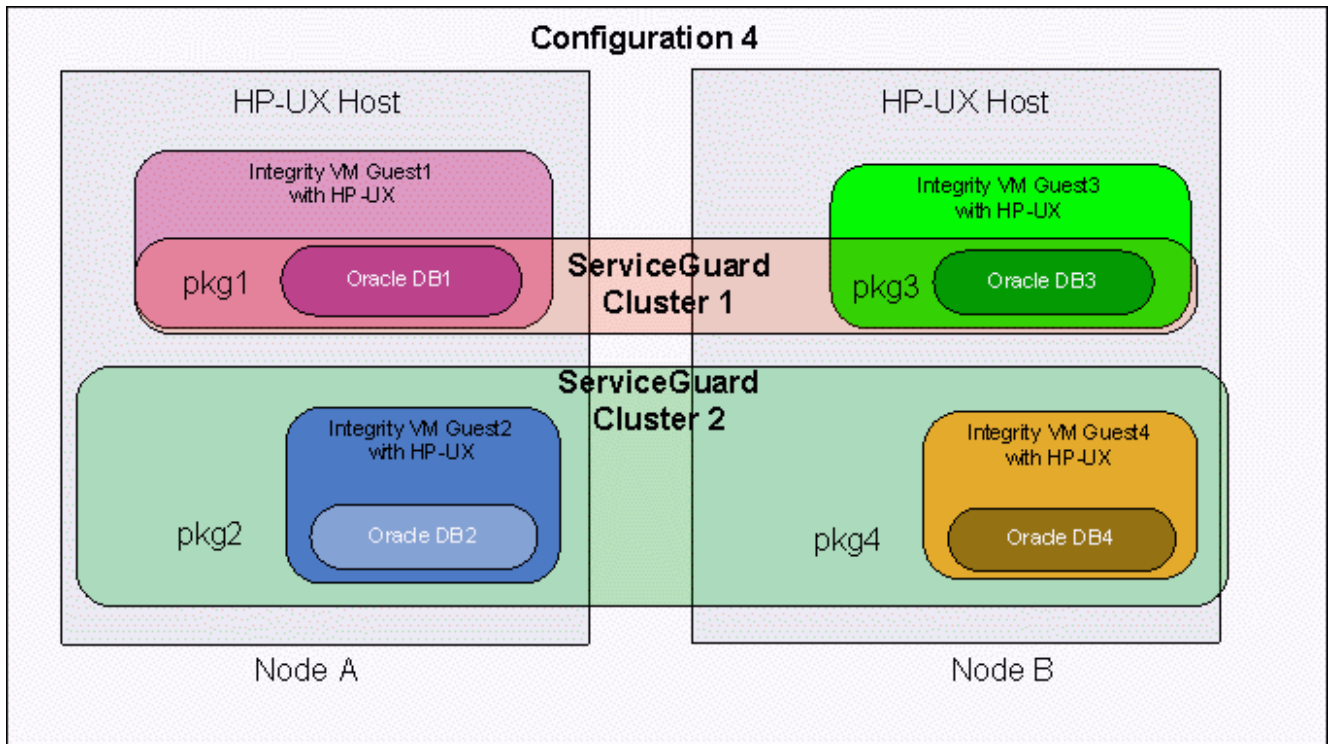 Configuration 4
HP-UX Host
HP-UX Host
Integrity VM Guest1
with HP-UX
Integrity VM Guest3
with HP-UX
pkg1
Oracle DB1
ServiceGuard
Cluster 1
pkg3
Oracle DB3
ServiceGuard
Cluster 2
Integrity VM Guest2
with HP-UX
Integrity VM Guest4
with HP-UX
pkg2
Oracle DB2
pkg4
Oracle DB4
Node A
Node B